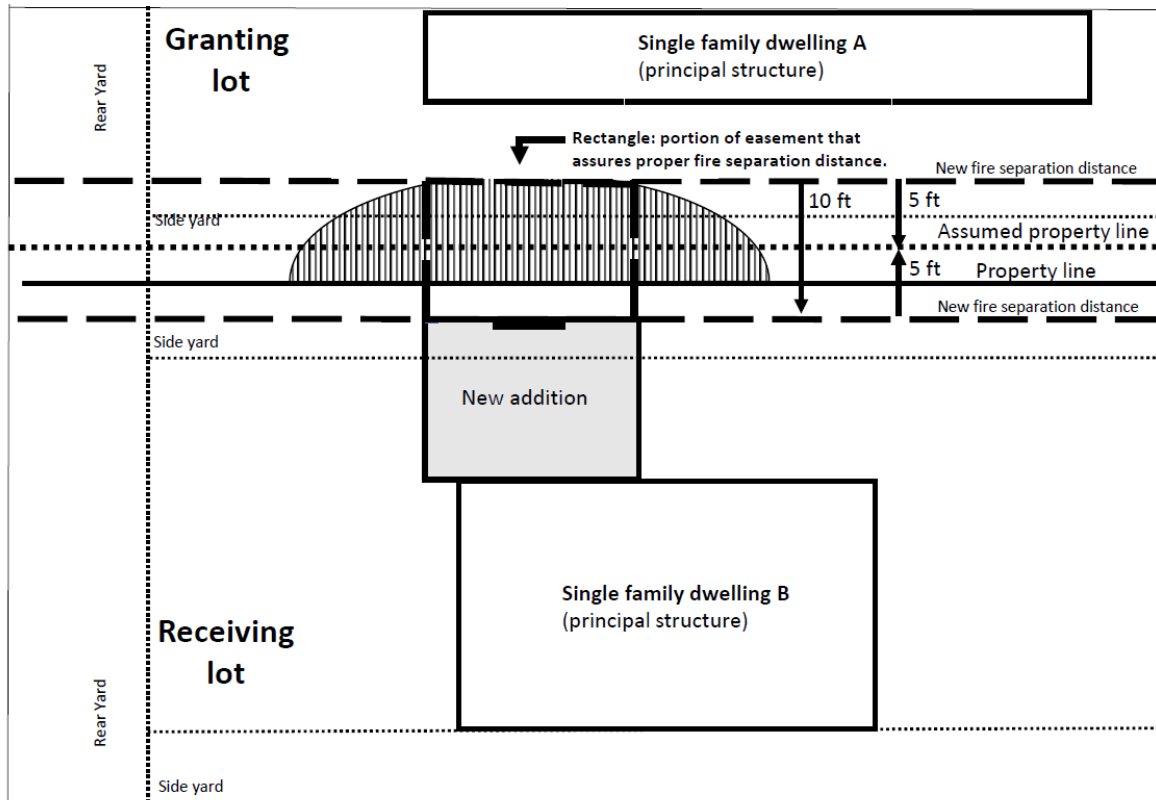 Granting
lot
Single family dwelling A
(principal structure)
Rear Yard
Rectangle: portion of easement that
assures proper fire separation distance.
New fire separation distance
10 ft
5 ft
Side yard
Assumed property line
5 ft
Property line
New fire separation distance
Side yard
New addition
Single family dwelling B
(principal structure)
Receiving
lot
Rear Yard
Side yard